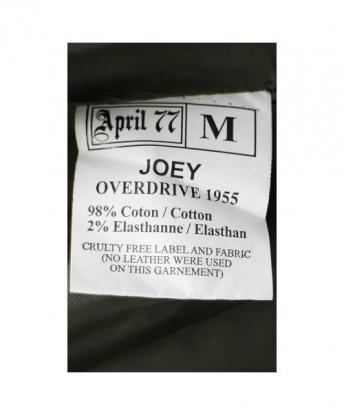 April 77 M
JOEY
OVERDRIVE 1955
98% Coton / Cotton
2% Elasthanne / Elasthan
CRULTY FREE LABEL AND FABRIC
(NO LEATHER WERE USED
ON THIS GARNEMENT)